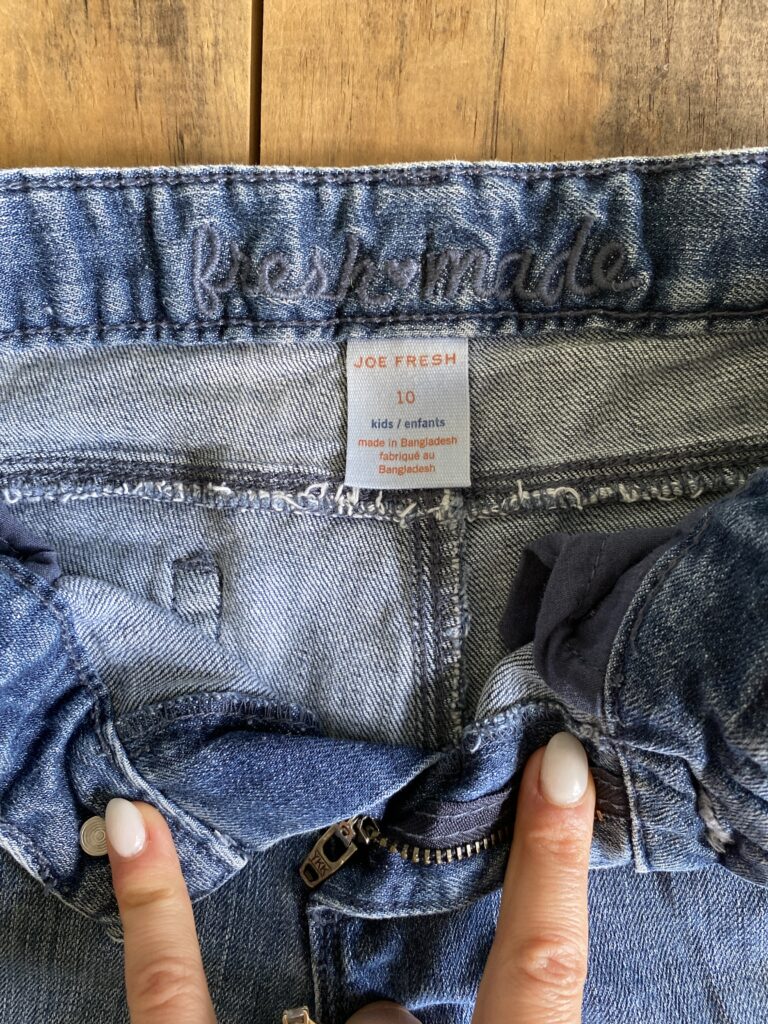 fresh♥made
JOE FRESH
10
kids / enfants
made in Bangladesh
fabriqué au
Bangladesh
YKK